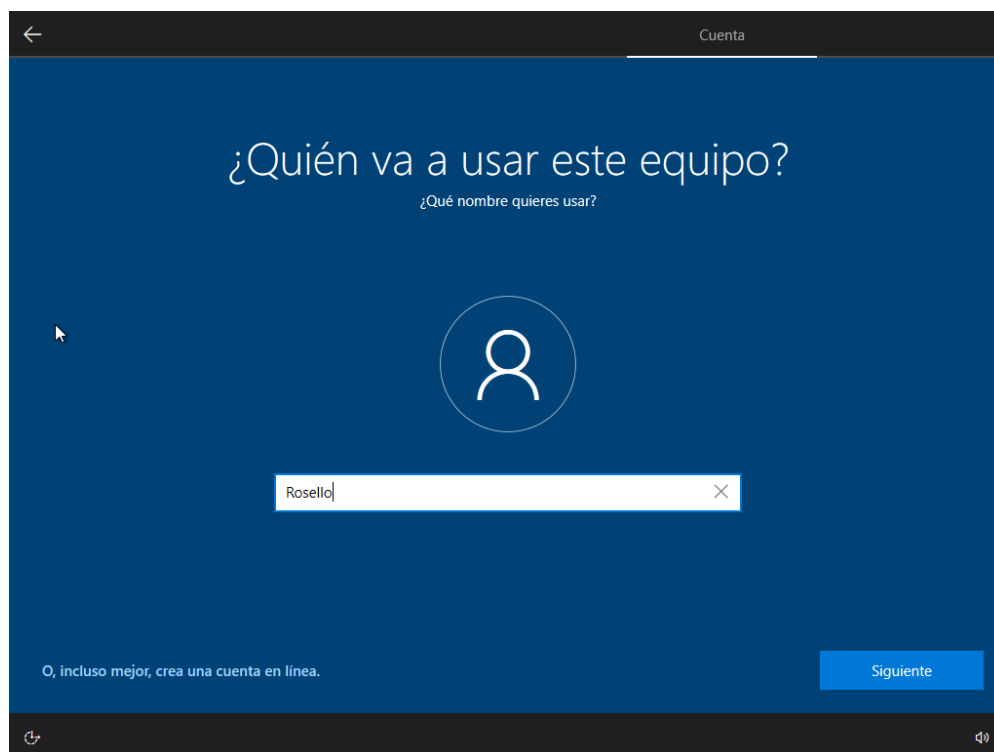 Cuenta
¿Quién va a usar este equipo?
¿Qué nombre quieres usar?
Rosello
O, incluso mejor, crea una cuenta en línea.
Siguiente